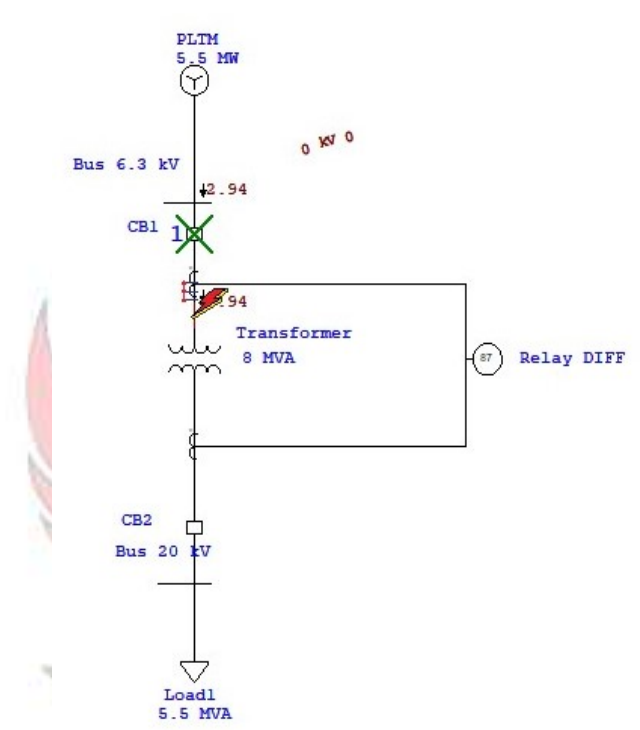 PLTM
5.5 MW
0 kV 0
Bus 6.3 kV
2.94
CB1
1
.94
Transformer
8 MVA
87
Relay DIFF
CB2
Bus 20 kV
Load1
5.5 MVA